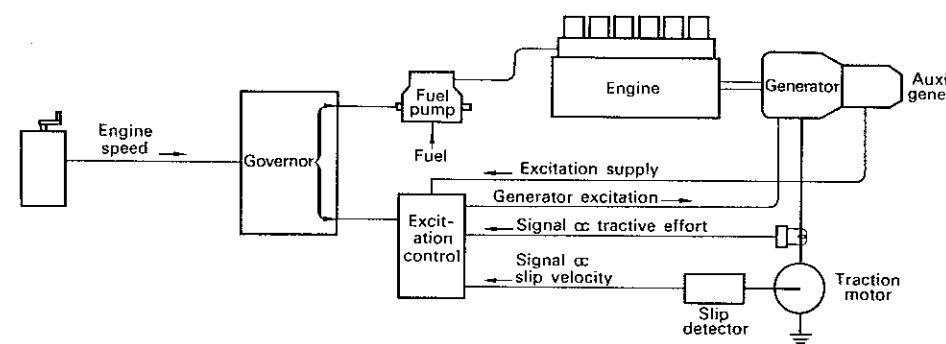 Engine
speed
Governor
Fuel
pump
Fuel
Engine
Generator
Auxi
gene
Excitation supply
Generator excitation
Excit-
ation
control
Signal ∝ tractive effort
Signal ∝
slip velocity
Slip
detector
Traction
motor